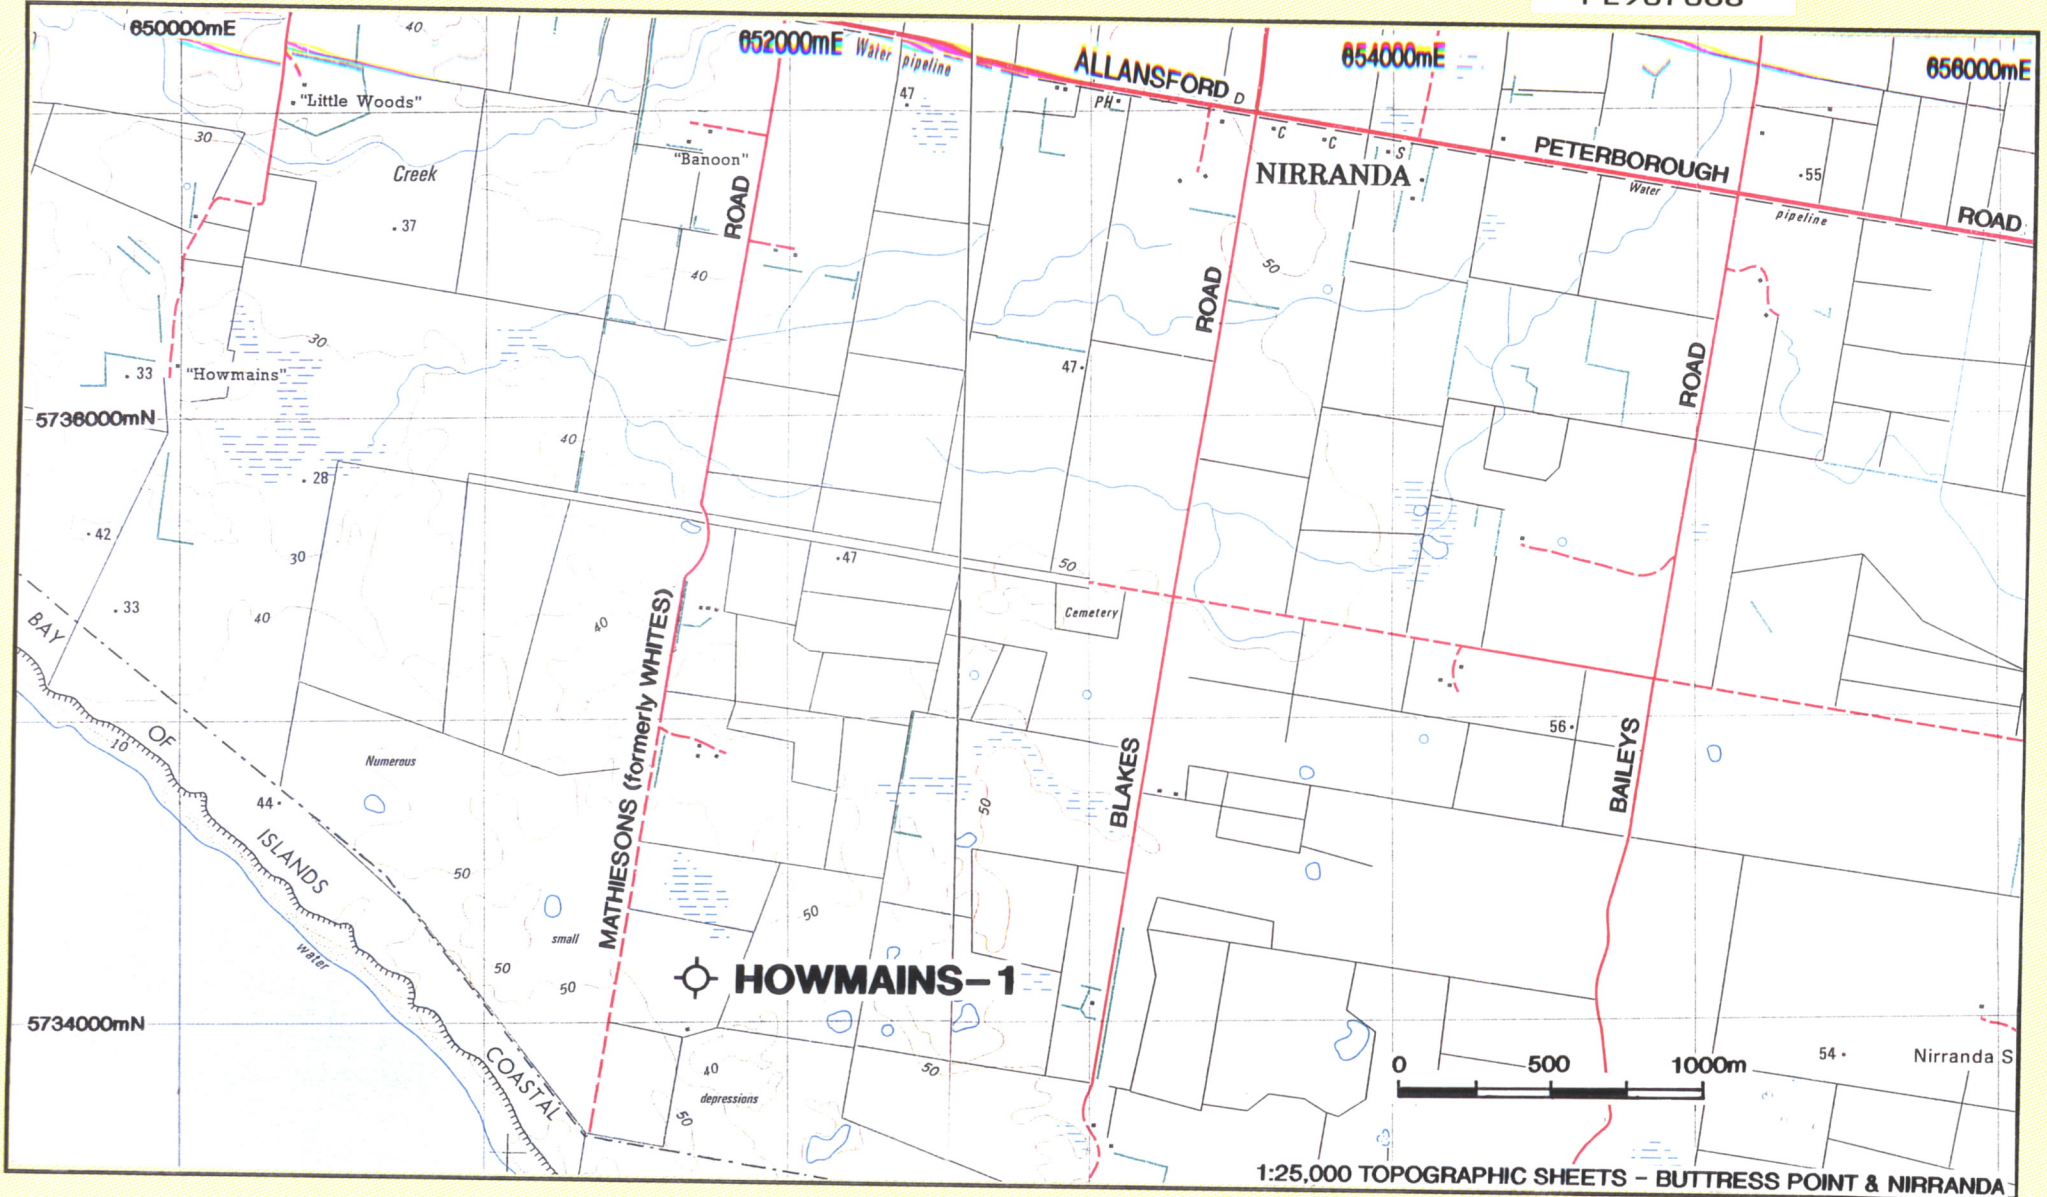 650000mE
40
652000mE
Water pipeline
ALLANSFORD
D
654000mE
656000mE
"Little Woods"
47
PH
C
C
S
PETERBOROUGH
ROAD
30
Creek
"Banoon"
NIRRANDA
Water
pipeline
55
37
ROAD
40
50
ROAD
30
33
"Howmains"
47
ROAD
5736000mN
40
28
42
30
47
50
33
40
40
Cemetery
BAY
OF
ISLANDS
COASTAL
10
Numerous
44
MATHIESONS (formerly WHITES)
56
BLAKES
BAILEYS
50
50
50
small
Water
50
50
HOWMAINS-1
5734000mN
40
depressions
50
50
0 500 1000m
54
Nirranda S
1:25,000 TOPOGRAPHIC SHEETS - BUTTRESS POINT & NIRRANDA